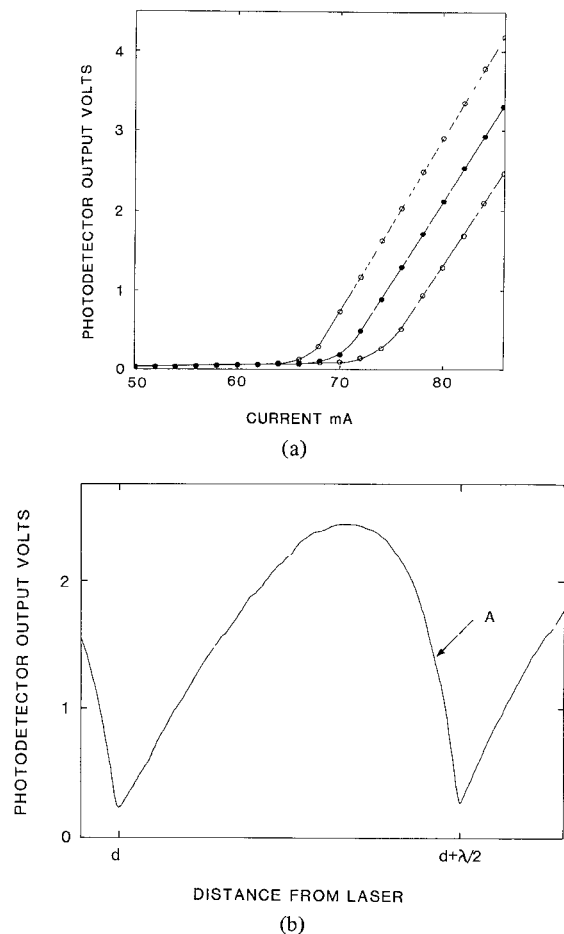 PHOTODETECTOR OUTPUT VOLTS
4
3
2
1
0
50
60
70
80
CURRENT mA
(a)
PHOTODETECTOR OUTPUT VOLTS
2
1
0
A
d
d+λ/2
DISTANCE FROM LASER
(b)